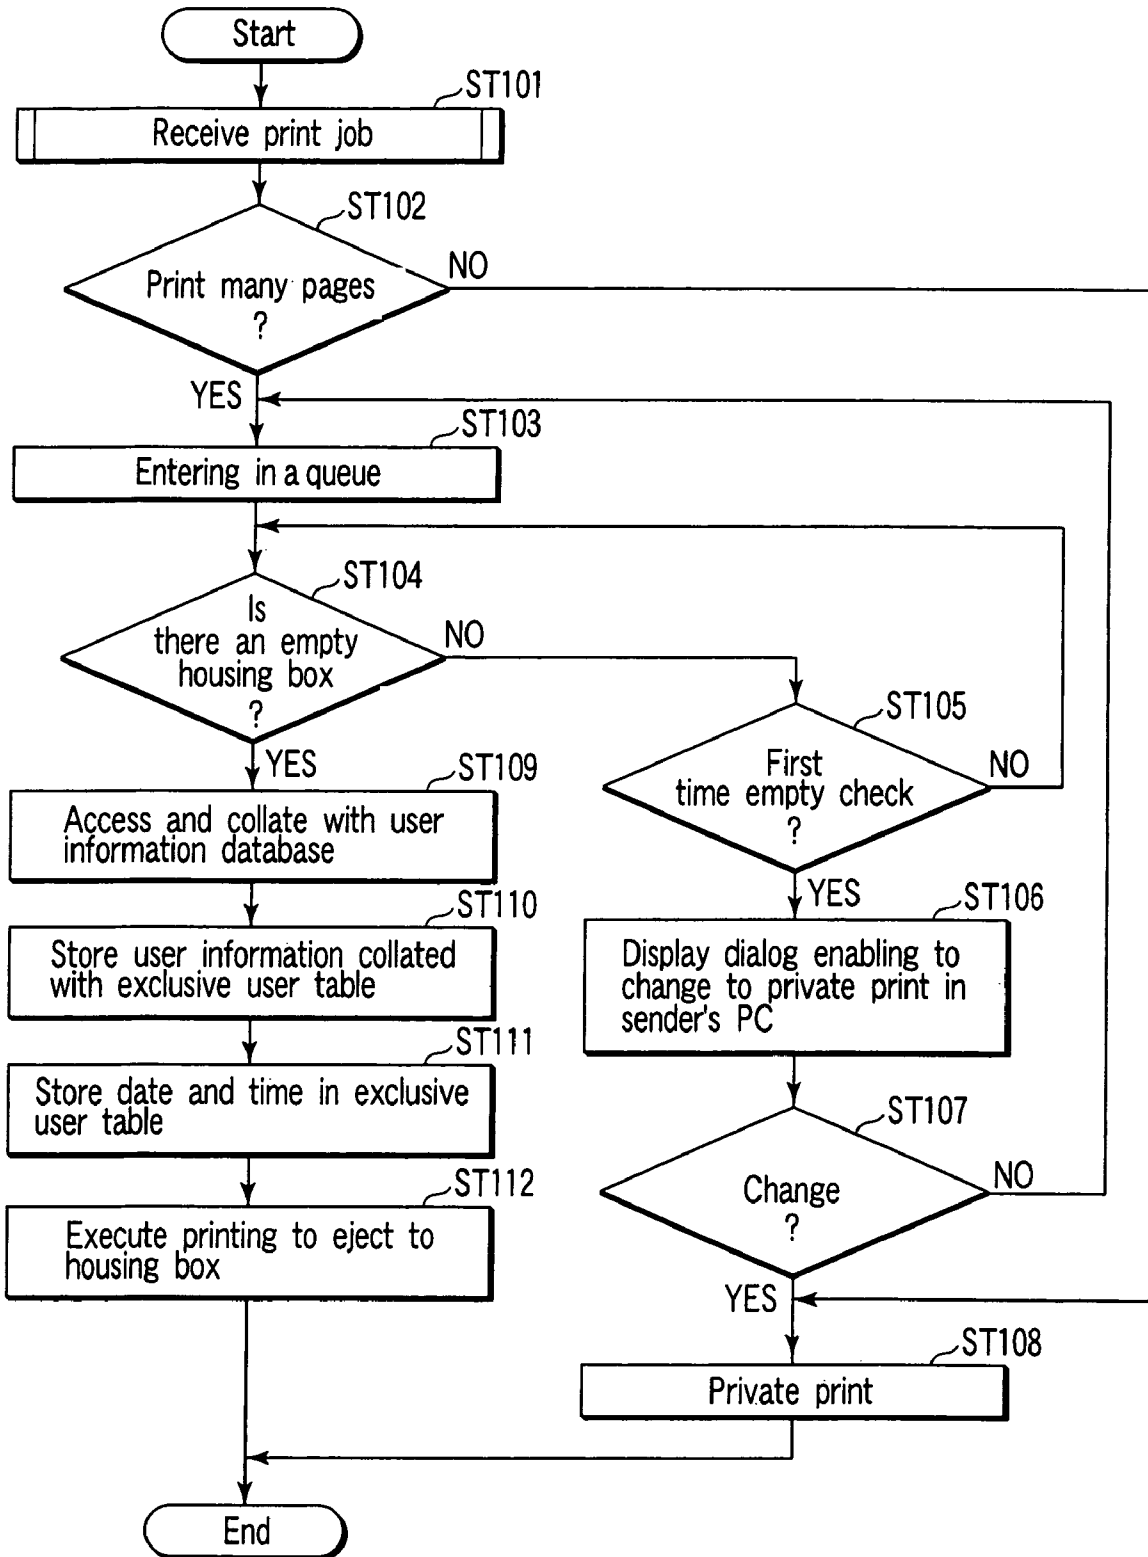 Start
ST101
Receive print job
ST102
Print many pages
?
NO
YES
ST103
Entering in a queue
ST104
Is
there an empty
housing box
?
NO
YES
ST105
First
time empty check
?
NO
YES
ST106
Display dialog enabling to
change to private print in
sender's PC
ST107
Change
?
NO
YES
ST108
Private print
ST109
Access and collate with user
information database
ST110
Store user information collated
with exclusive user table
ST111
Store date and time in exclusive
user table
ST112
Execute printing to eject to
housing box
End